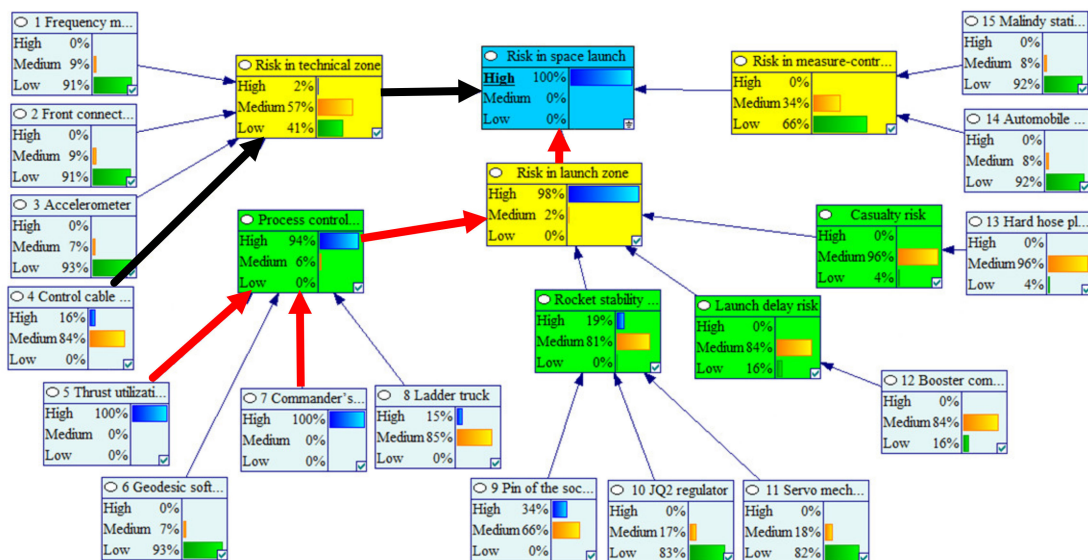 1 Frequency m...
High 0%
Medium 9%
Low 91%
2 Front connect...
High 0%
Medium 9%
Low 91%
3 Accelerometer
High 0%
Medium 7%
Low 93%
4 Control cable ...
High 16%
Medium 84%
Low 0%
5 Thrust utilizati...
High 100%
Medium 0%
Low 0%
6 Geodesic soft...
High 0%
Medium 7%
Low 93%
7 Commander's...
High 100%
Medium 0%
Low 0%
8 Ladder truck
High 15%
Medium 85%
Low 0%
Risk in technical zone
High 2%
Medium 57%
Low 41%
Process control...
High 94%
Medium 6%
Low 0%
Risk in space launch
High 100%
Medium 0%
Low 0%
Risk in launch zone
High 98%
Medium 2%
Low 0%
Rocket stability ...
High 19%
Medium 81%
Low 0%
9 Pin of the soc...
High 34%
Medium 66%
Low 0%
10 JQ2 regulator
High 0%
Medium 17%
Low 83%
11 Servo mech...
High 0%
Medium 18%
Low 82%
Launch delay risk
High 0%
Medium 84%
Low 16%
12 Booster com...
High 0%
Medium 84%
Low 16%
Casualty risk
High 0%
Medium 96%
Low 4%
13 Hard hose pl...
High 0%
Medium 96%
Low 4%
Risk in measure-contr...
High 0%
Medium 34%
Low 66%
14 Automobile ...
High 0%
Medium 8%
Low 92%
15 Malindy stati...
High 0%
Medium 8%
Low 92%